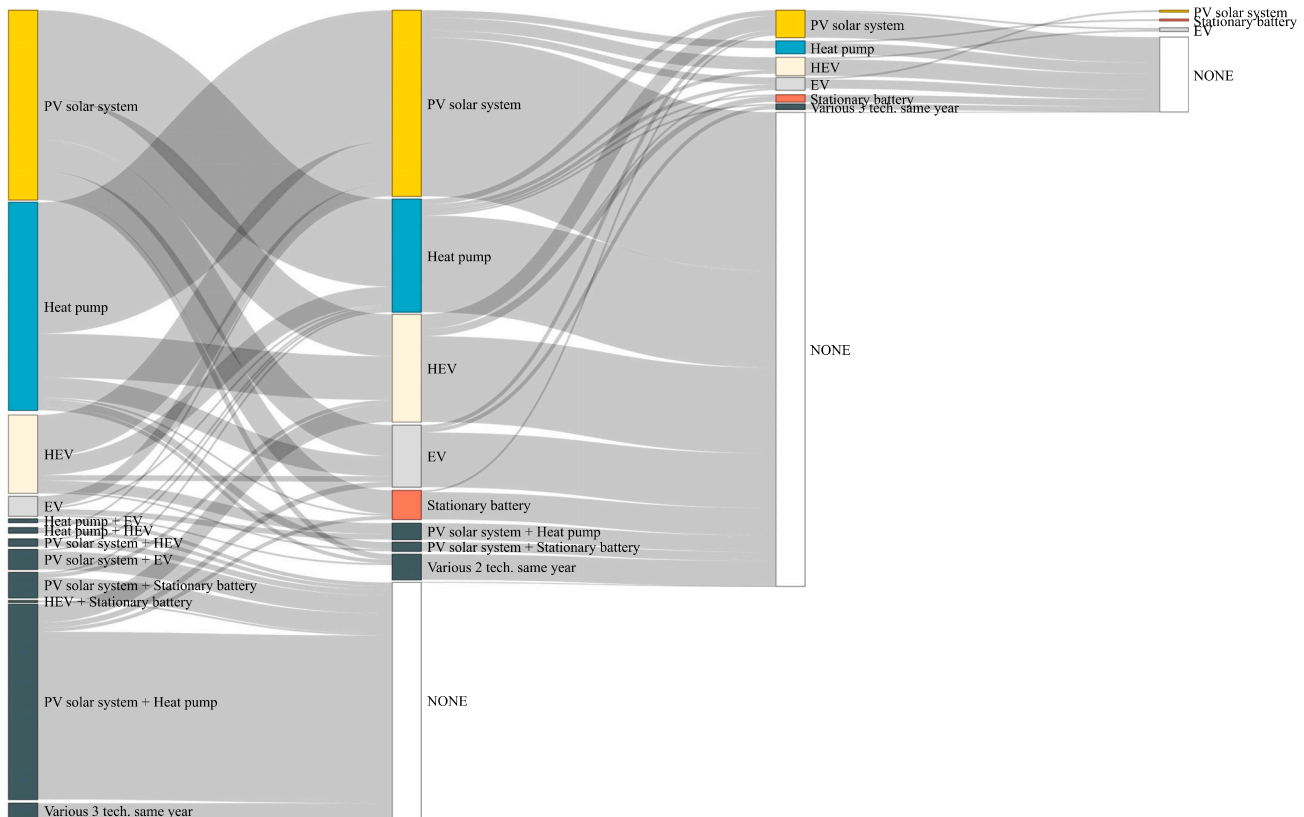 PV solar system
Heat pump
HEV
EV
Heat pump + EV
Heat pump + HEV
PV solar system + HEV
PV solar system + EV
PV solar system + Stationary battery
HEV + Stationary battery
PV solar system + Heat pump
Various 3 tech. same year
PV solar system
Heat pump
HEV
EV
Stationary battery
PV solar system + Heat pump
PV solar system + Stationary battery
Various 2 tech. same year
NONE
PV solar system
Heat pump
HEV
EV
Stationary battery
Various 3 tech. same year
NONE
PV solar system
Stationary battery
EV
NONE